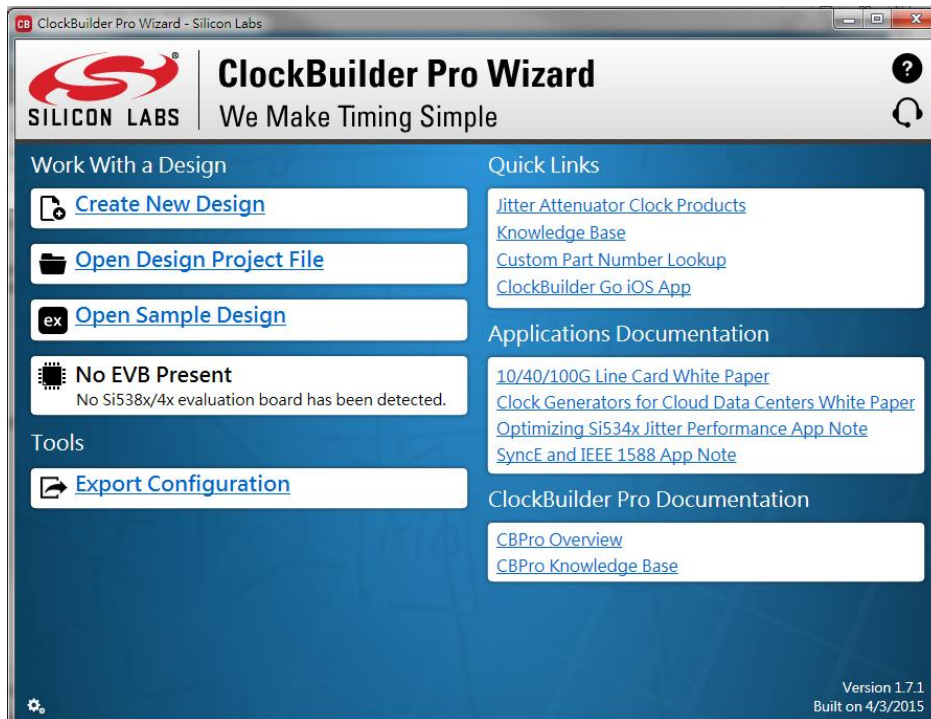 CB ClockBuilder Pro Wizard - Silicon Labs
SILICON LABS
®
ClockBuilder Pro Wizard
We Make Timing Simple
?
Work With a Design
Create New Design
Open Design Project File
ex Open Sample Design
No EVB Present
No Si538x/4x evaluation board has been detected.
Tools
Export Configuration
Quick Links
Jitter Attenuator Clock Products
Knowledge Base
Custom Part Number Lookup
ClockBuilder Go iOS App
Applications Documentation
10/40/100G Line Card White Paper
Clock Generators for Cloud Data Centers White Paper
Optimizing Si534x Jitter Performance App Note
SyncE and IEEE 1588 App Note
ClockBuilder Pro Documentation
CBPro Overview
CBPro Knowledge Base
Version 1.7.1
Built on 4/3/2015